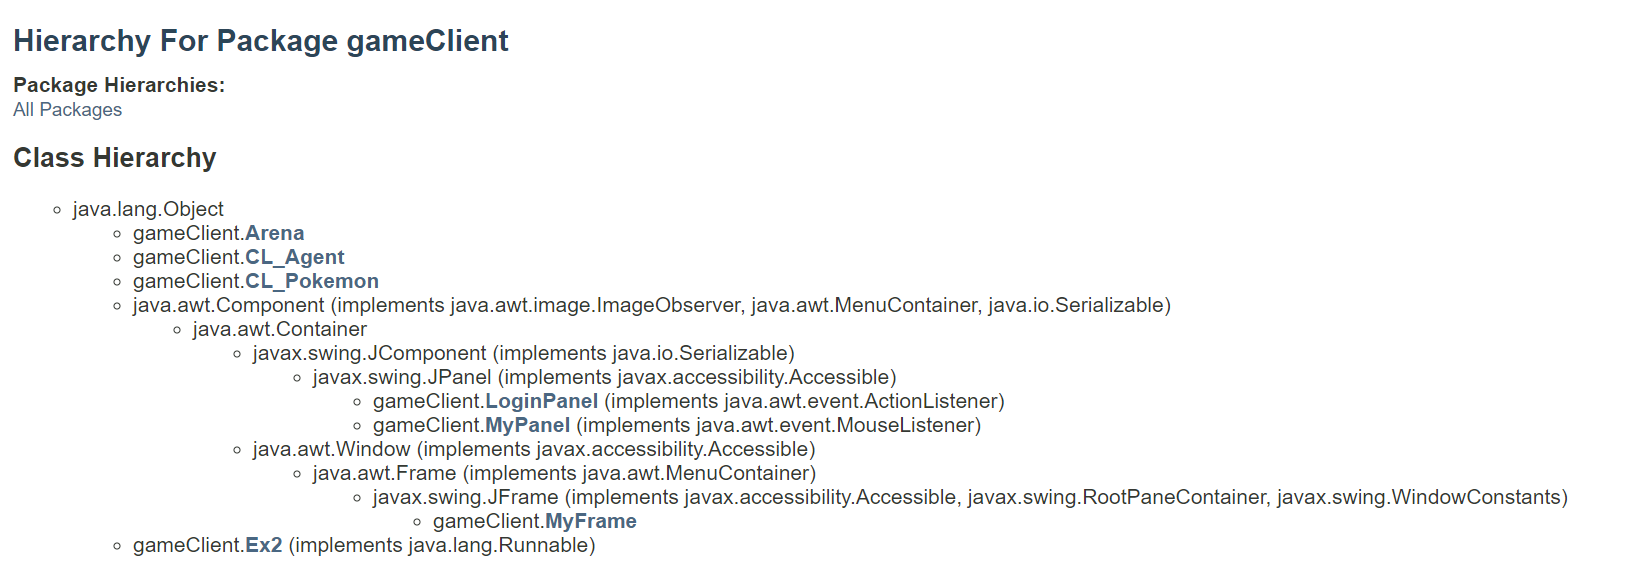 Hierarchy For Package gameClient
Package Hierarchies:
All Packages
Class Hierarchy
java.lang.Object
gameClient.Arena
gameClient.CL_Agent
gameClient.CL_Pokemon
java.awt.Component (implements java.awt.image.ImageObserver, java.awt.MenuContainer, java.io.Serializable)
java.awt.Container
javax.swing.JComponent (implements java.io.Serializable)
javax.swing.JPanel (implements javax.accessibility.Accessible)
gameClient.LoginPanel (implements java.awt.event.ActionListener)
gameClient.MyPanel (implements java.awt.event.MouseListener)
java.awt.Window (implements javax.accessibility.Accessible)
java.awt.Frame (implements java.awt.MenuContainer)
javax.swing.JFrame (implements javax.accessibility.Accessible, javax.swing.RootPaneContainer, javax.swing.WindowConstants)
gameClient.MyFrame
gameClient.Ex2 (implements java.lang.Runnable)